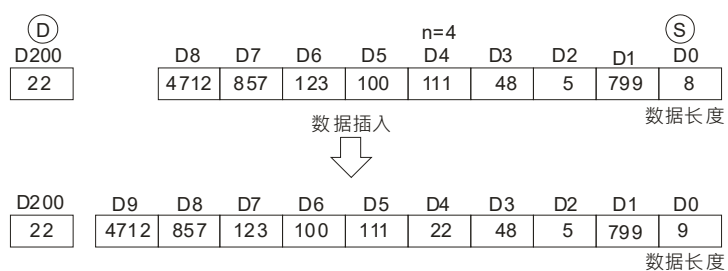 D n=4 S
D200 D8 D7 D6 D5 D4 D3 D2 D1 D0
22 4712 857 123 100 111 48 5 799 8
数据插入 数据长度
D200 D9 D8 D7 D6 D5 D4 D3 D2 D1 D0
22 4712 857 123 100 111 22 48 5 799 9
数据长度